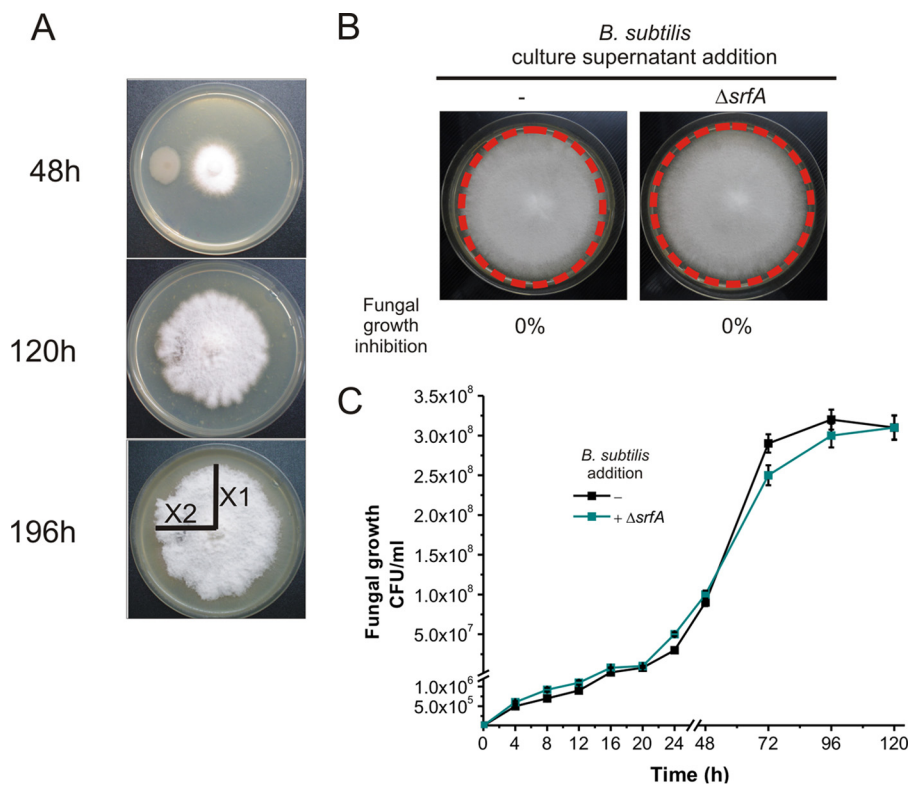 A
48h
120h
196h
X1
X2
B
B. subtilis
culture supernatant addition
-
ΔsrfA
Fungal
growth
inhibition
0%
0%
C
Fungal growth
CFU/ml
3.5x10⁸
3.0x10⁸
2.5x10⁸
2.0x10⁸
1.5x10⁸
1.0x10⁸
5.0x10⁷
1.0x10⁶
5.0x10⁵
B. subtilis
addition
–
+ ΔsrfA
0 4 8 12 16 20 24 48 72 96 120
Time (h)